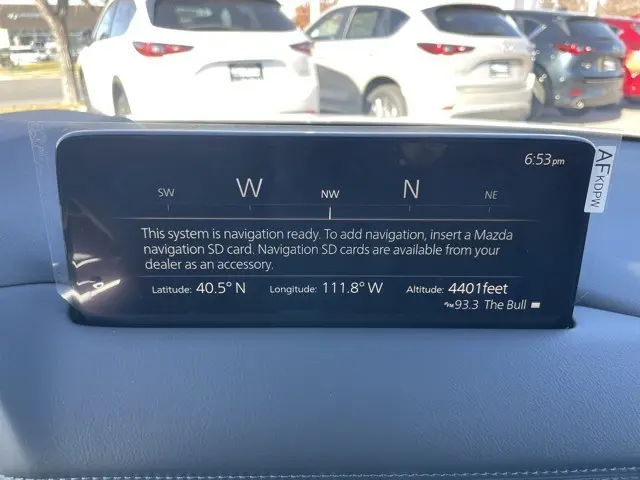 6:53pm
SW W NW N NE
AF KDPW
This system is navigation ready. To add navigation, insert a Mazda
navigation SD card. Navigation SD cards are available from your
dealer as an accessory.
Latitude: 40.5° N Longitude: 111.8° W Altitude: 4401feet
FM 93.3 The Bull